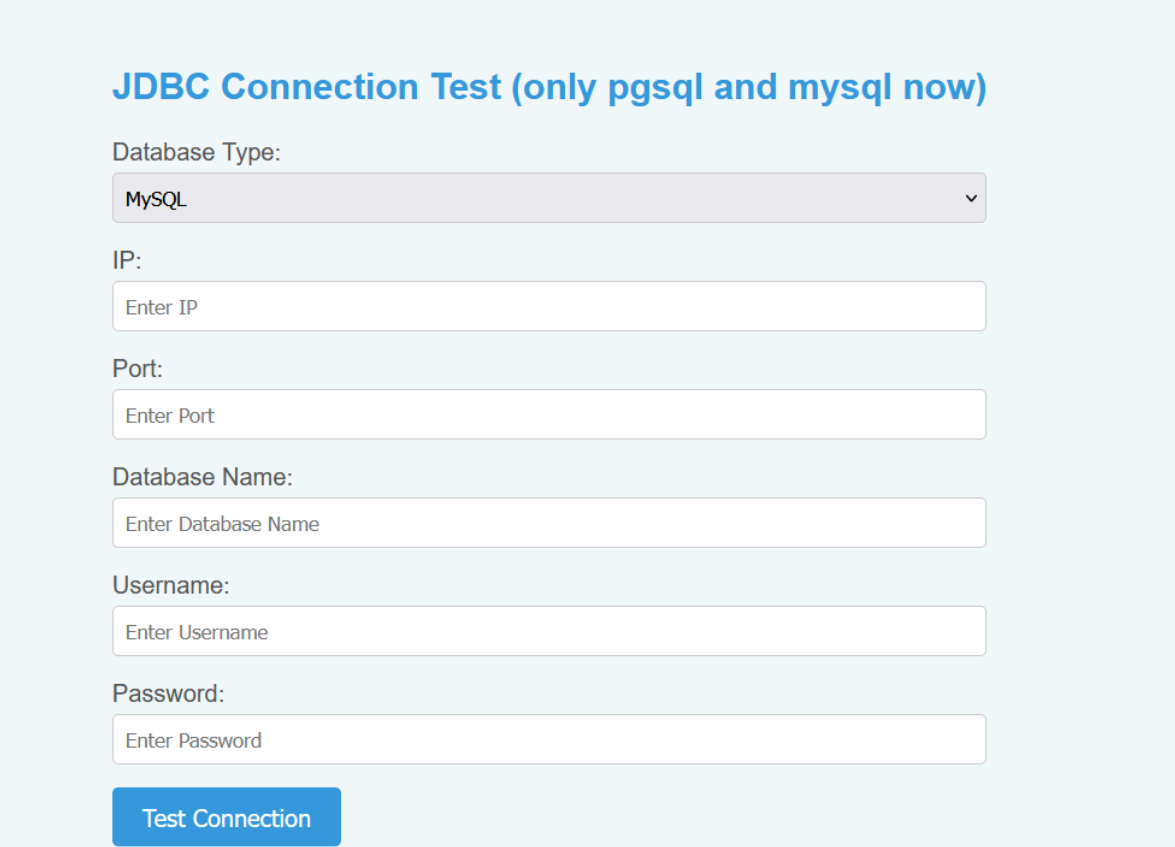 JDBC Connection Test (only pgsql and mysql now)
Database Type:
MySQL
IP:
Enter IP
Port:
Enter Port
Database Name:
Enter Database Name
Username:
Enter Username
Password:
Enter Password
Test Connection